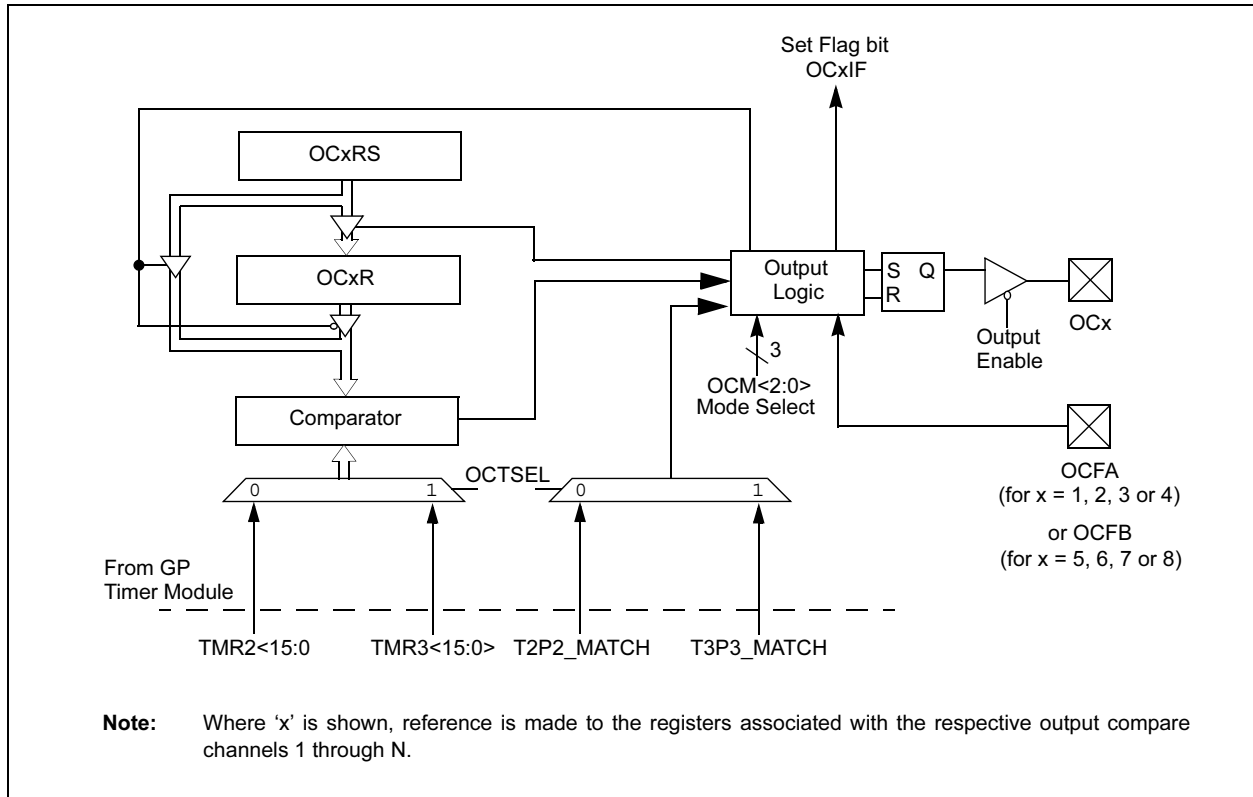 Set Flag bit
OCxIF
OCxRS
OCxR
Output
Logic
S Q
R
OCx
Output
Enable
3
OCM<2:0>
Mode Select
Comparator
OCTSEL
0 1
0 1
OCFA
(for x = 1, 2, 3 or 4)
or OCFB
(for x = 5, 6, 7 or 8)
From GP
Timer Module
TMR2<15:0 TMR3<15:0> T2P2_MATCH T3P3_MATCH
Note: Where ‘x’ is shown, reference is made to the registers associated with the respective output compare
channels 1 through N.